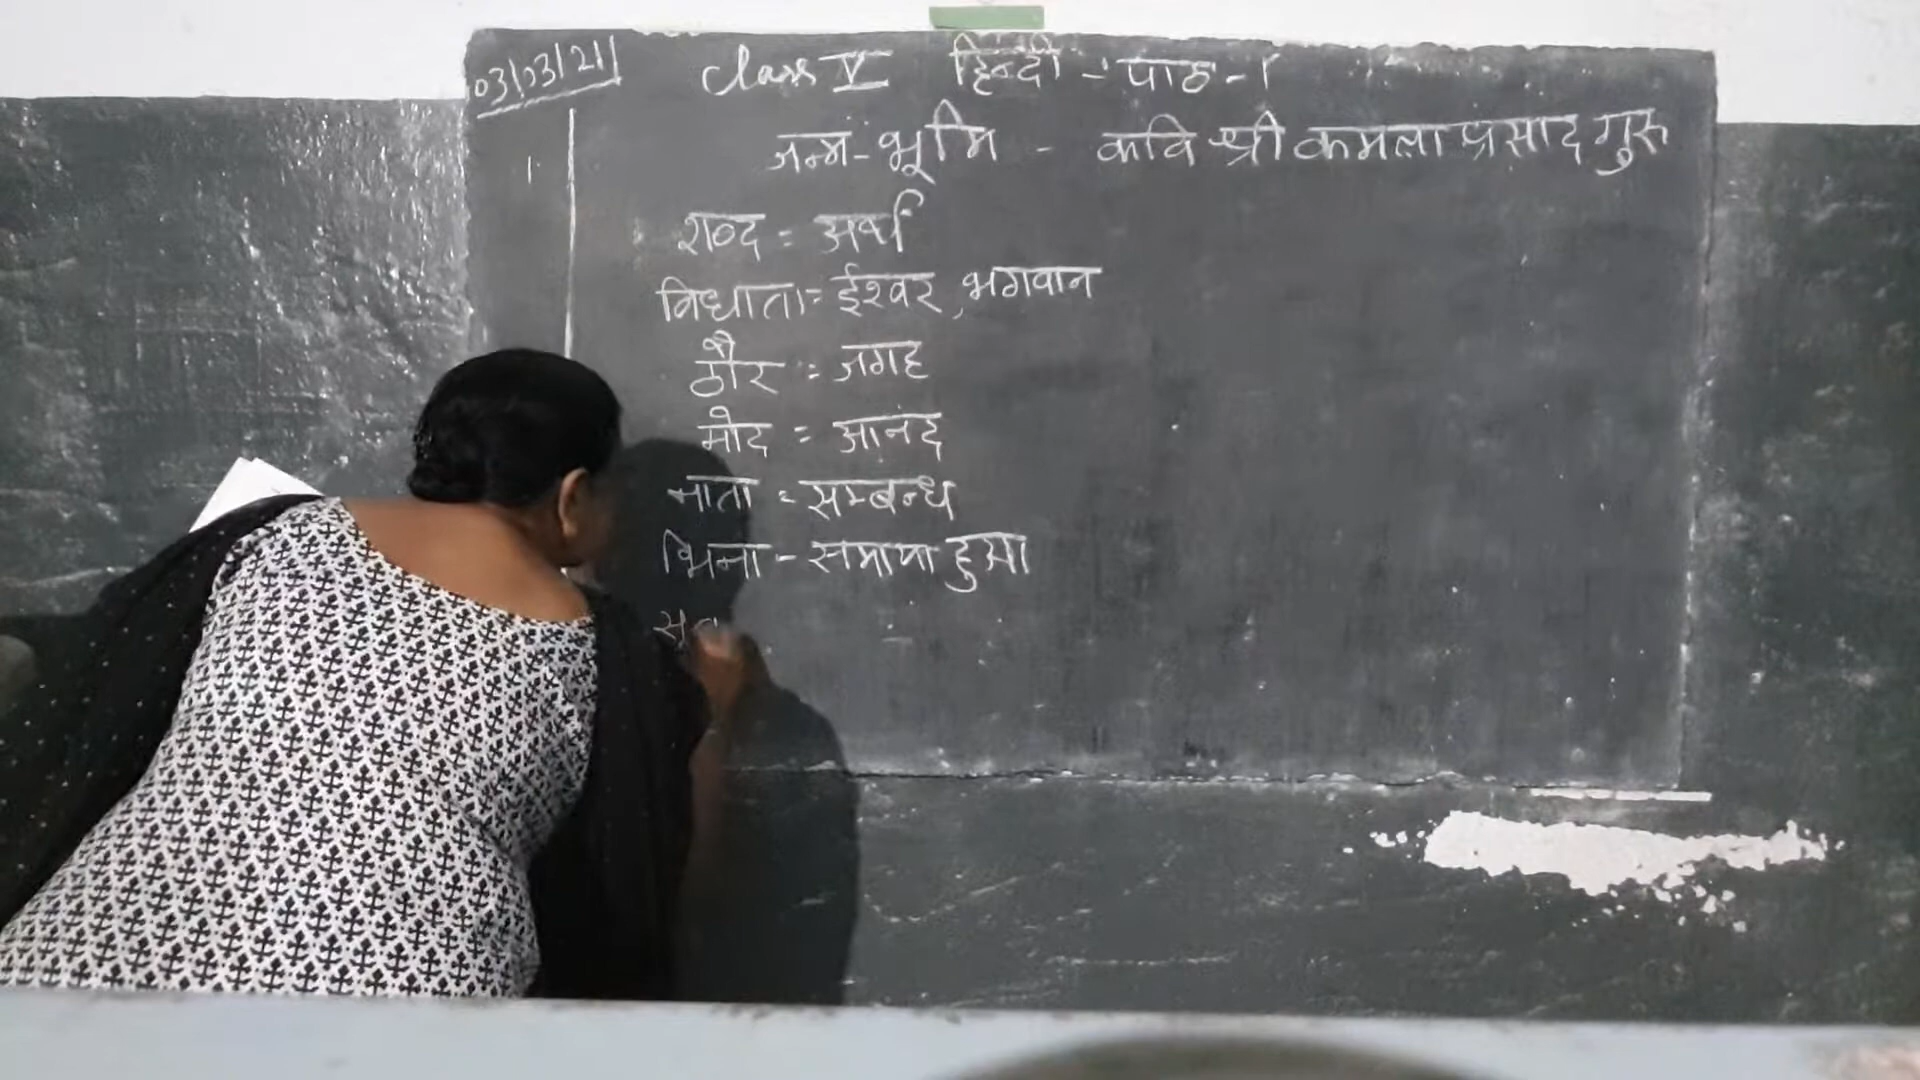 03/03/21
Class V हिन्दी - पाठ - 1
1. जन्म-भूमि - कवि श्री कमला प्रसाद गुरु
शब्द = अर्थ
विधाता = ईश्वर, भगवान
ठौर = जगह
मोद = आनंद
नाता = सम्बन्ध
भिना - समाया हुआ